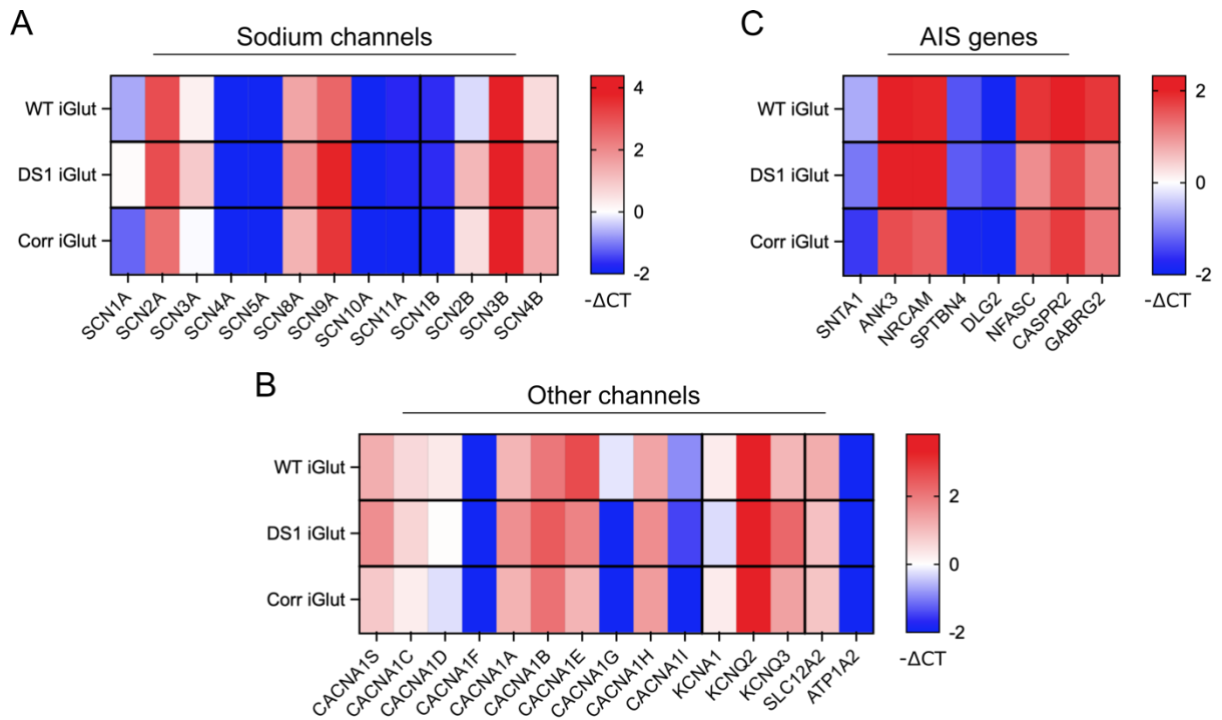 A
Sodium channels
WT iGlut
DS1 iGlut
Corr iGlut
SCN1A
SCN2A
SCN3A
SCN4A
SCN5A
SCN8A
SCN9A
SCN10A
SCN11A
SCN1B
SCN2B
SCN3B
SCN4B
4
2
0
-2
-ΔCT
C
AIS genes
WT iGlut
DS1 iGlut
Corr iGlut
SNTA1
ANK3
NRCAM
SPTBN4
DLG2
NFASC
CASPR2
GABRG2
2
0
-2
-ΔCT
B
Other channels
WT iGlut
DS1 iGlut
Corr iGlut
CACNA1S
CACNA1C
CACNA1D
CACNA1F
CACNA1A
CACNA1B
CACNA1E
CACNA1G
CACNA1H
CACNA1I
KCNA1
KCNQ2
KCNQ3
SLC12A2
ATP1A2
2
0
-2
-ΔCT